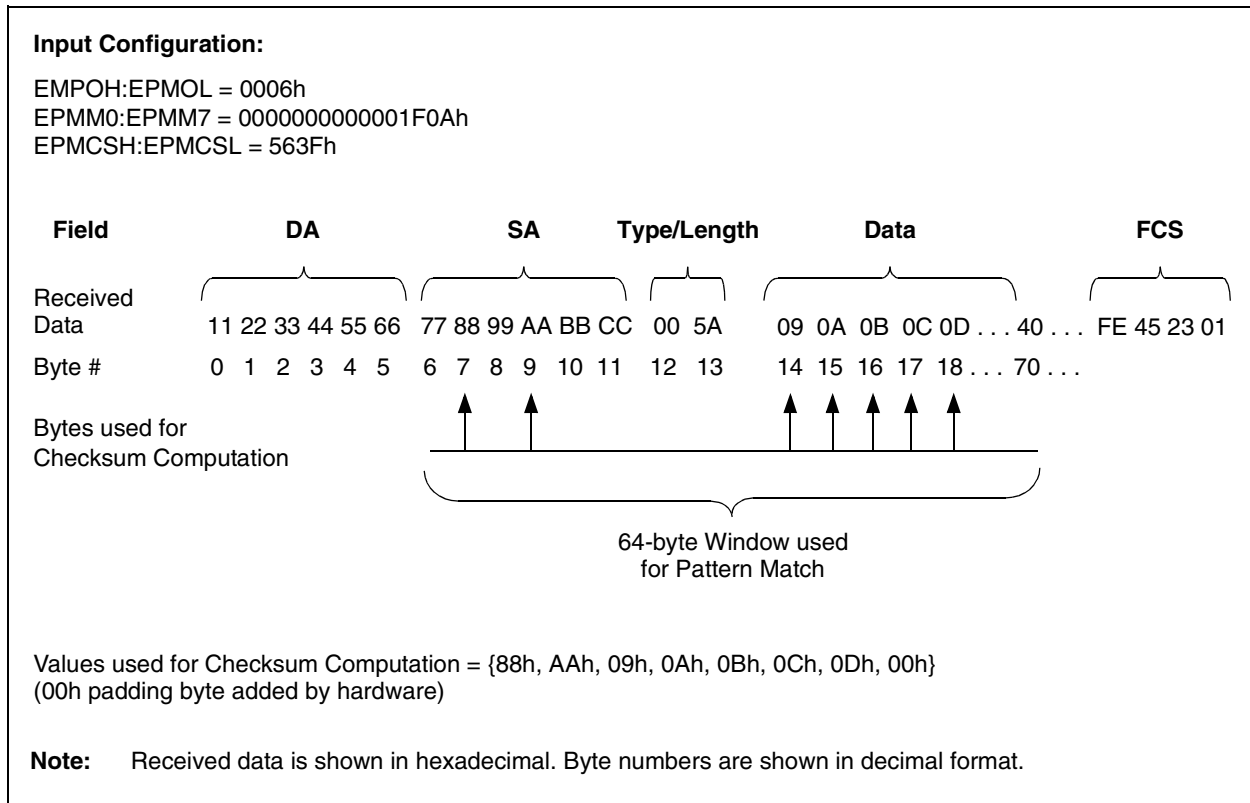 Input Configuration:
EMPOH:EPMOL = 0006h
EPMM0:EPMM7 = 0000000000001F0Ah
EPMCSH:EPMCSL = 563Fh
Field DA SA Type/Length Data FCS
Received
Data 11 22 33 44 55 66 77 88 99 AA BB CC 00 5A 09 0A 0B 0C 0D . . . 40 . . . FE 45 23 01
Byte # 0 1 2 3 4 5 6 7 8 9 10 11 12 13 14 15 16 17 18 . . . 70 . . .
Bytes used for
Checksum Computation
64-byte Window used
for Pattern Match
Values used for Checksum Computation = {88h, AAh, 09h, 0Ah, 0Bh, 0Ch, 0Dh, 00h}
(00h padding byte added by hardware)
Note: Received data is shown in hexadecimal. Byte numbers are shown in decimal format.